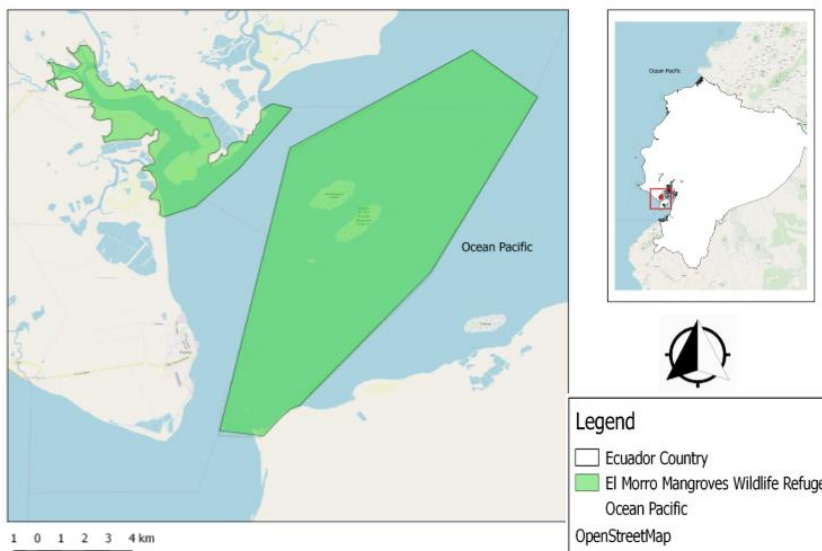 Ocean Pacific
Ocean Pacific
Legend
Ecuador Country
El Morro Mangroves Wildlife Refuge
Ocean Pacific
OpenStreetMap
1 0 1 2 3 4 km